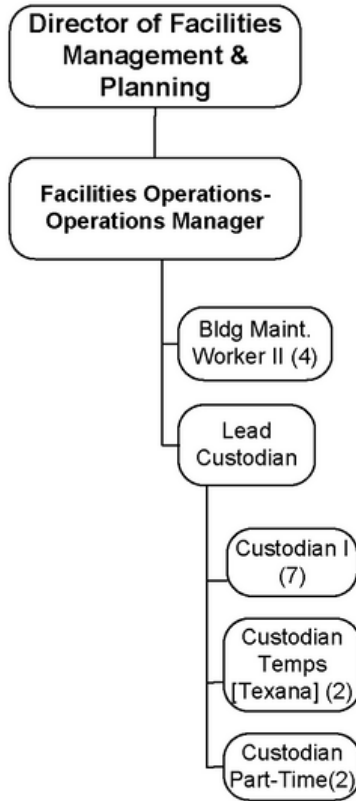 Director of Facilities
Management &
Planning
Facilities Operations-
Operations Manager
Bldg Maint.
Worker II (4)
Lead
Custodian
Custodian I
(7)
Custodian
Temps
[Texana] (2)
Custodian
Part-Time(2)